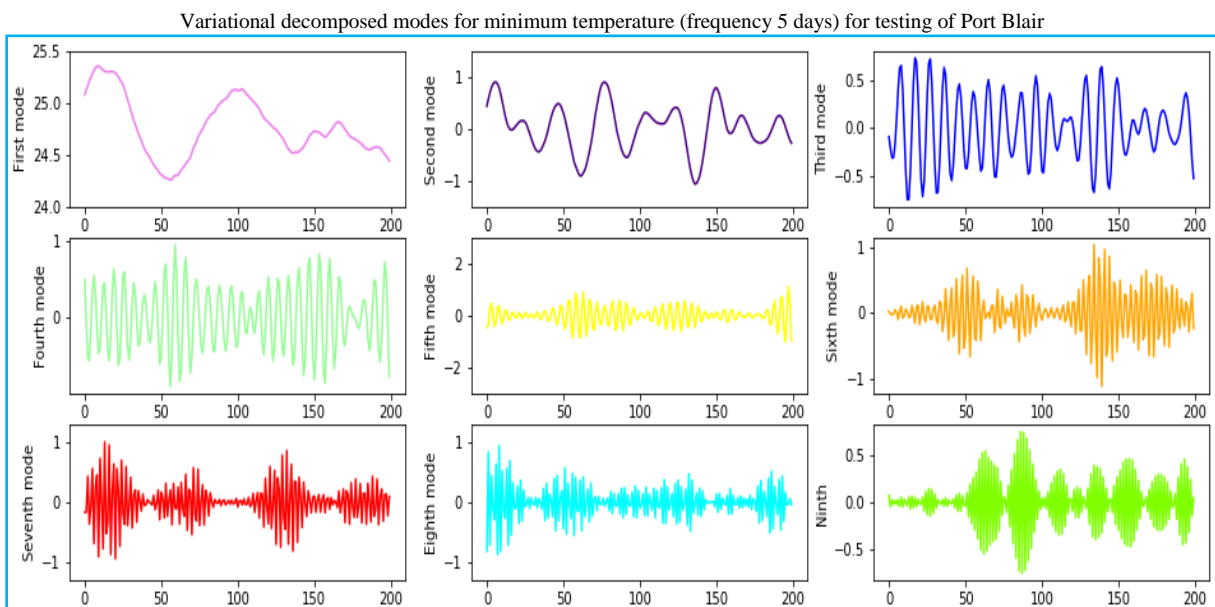 Variational decomposed modes for minimum temperature (frequency 5 days) for testing of Port Blair
First mode
25.5
25.0
24.5
24.0
0 50 100 150 200
Second mode
1
0
−1
0 50 100 150 200
Third mode
0.5
0.0
−0.5
0 50 100 150 200
Fourth mode
1
0
0 50 100 150 200
Fifth mode
2
0
−2
0 50 100 150 200
Sixth mode
1
0
−1
0 50 100 150 200
Seventh mode
1
0
−1
0 50 100 150 200
Eighth mode
1
0
−1
0 50 100 150 200
Ninth
0.5
0.0
−0.5
0 50 100 150 200